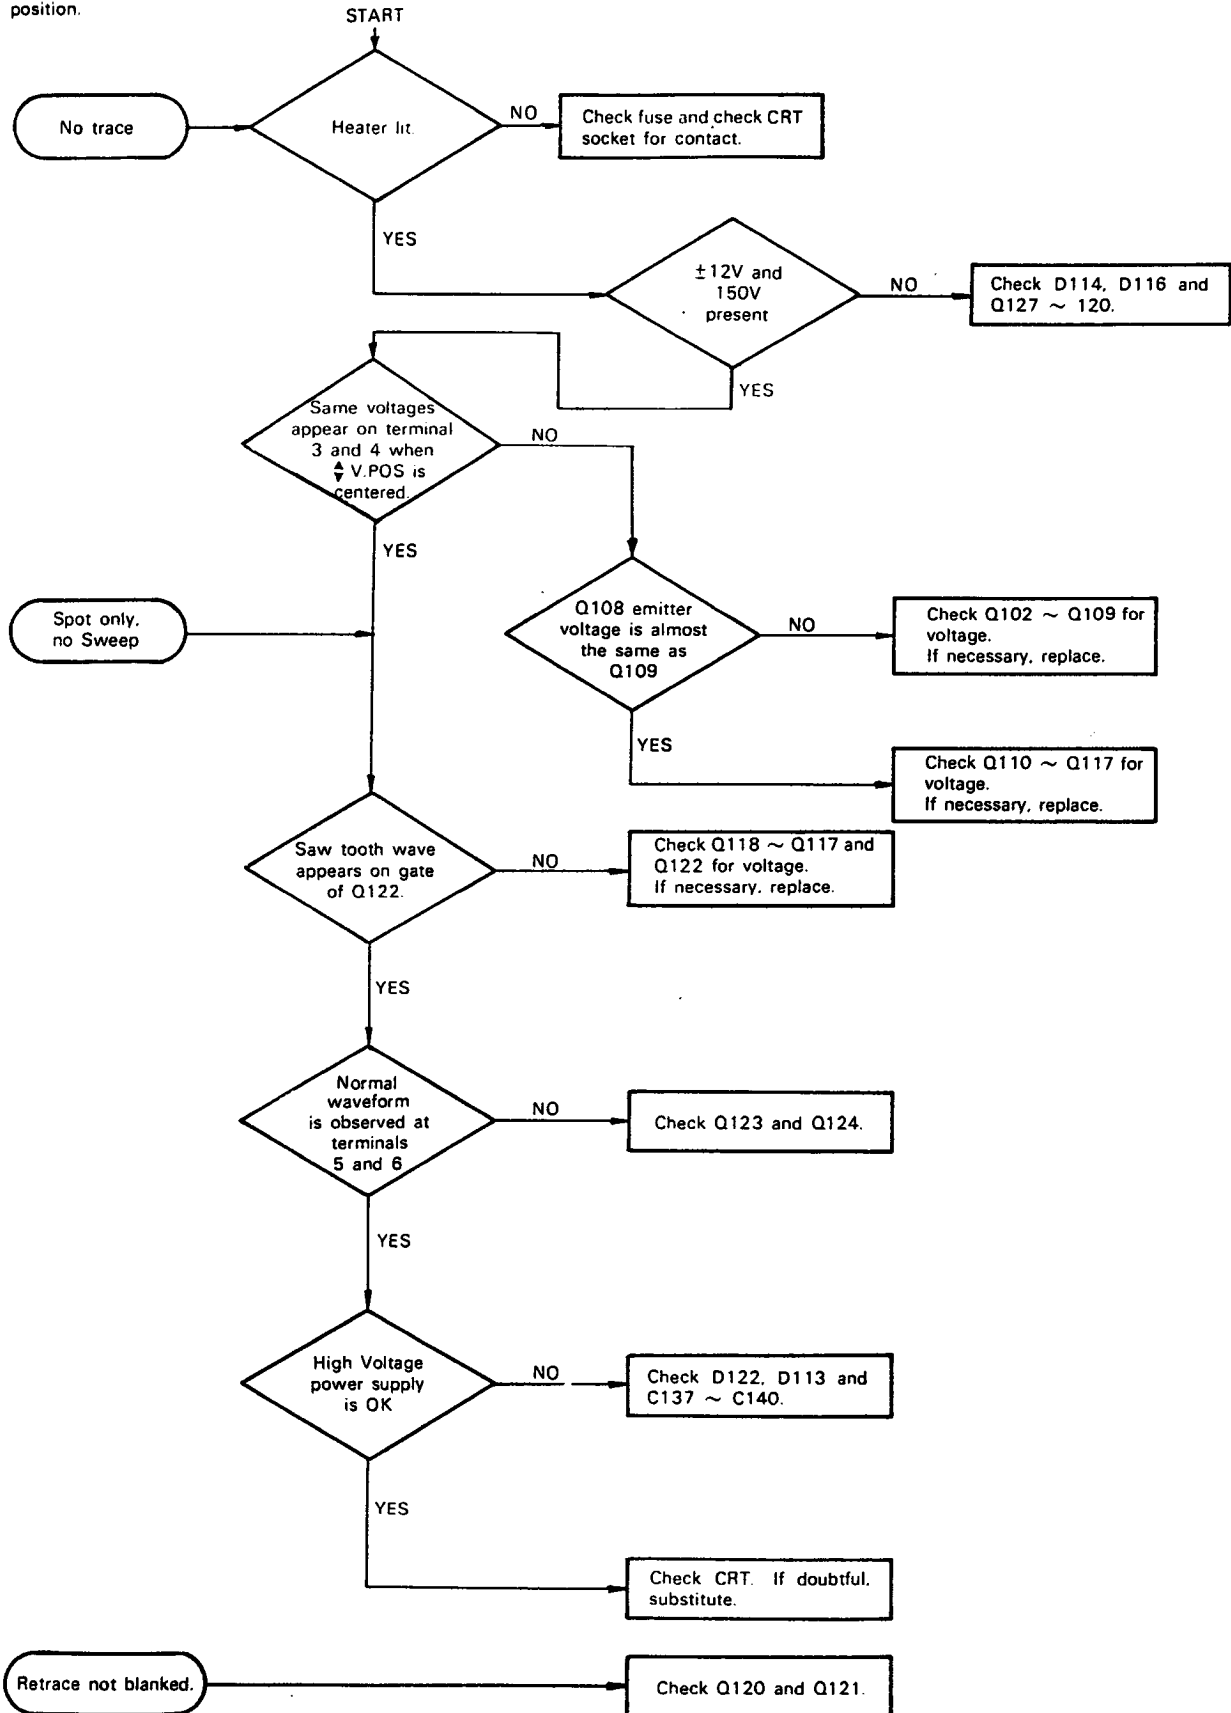 position.
START
No trace
Heater lit.
NO
Check fuse and check CRT
socket for contact.
YES
±12V and
150V
present
NO
Check D114, D116 and
Q127 ~ 120.
YES
Same voltages
appear on terminal
3 and 4 when
▲▼ V.POS is
centered.
NO
YES
Spot only,
no Sweep
Q108 emitter
voltage is almost
the same as
Q109
NO
Check Q102 ~ Q109 for
voltage.
If necessary, replace.
YES
Check Q110 ~ Q117 for
voltage.
If necessary, replace.
Saw tooth wave
appears on gate
of Q122.
NO
Check Q118 ~ Q117 and
Q122 for voltage.
If necessary, replace.
YES
Normal
waveform
is observed at
terminals
5 and 6
NO
Check Q123 and Q124.
YES
High Voltage
power supply
is OK
NO
Check D122, D113 and
C137 ~ C140.
YES
Check CRT. If doubtful,
substitute.
Retrace not blanked.
Check Q120 and Q121.